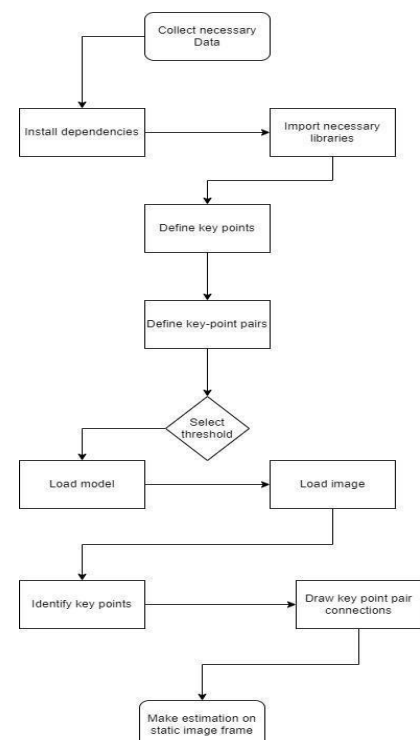 Collect necessary
Data
Install dependencies
Import necessary
libraries
Define key points
Define key-point pairs
Select
threshold
Load model
Load image
Identify key points
Draw key point pair
connections
Make estimation on
static image frame